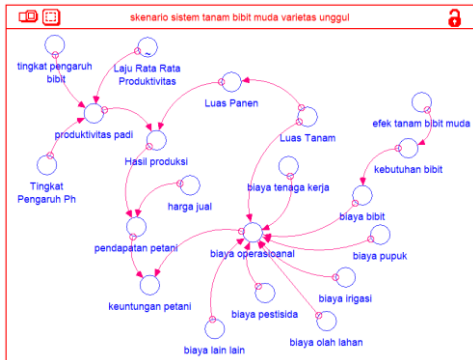 skenario sistem tanam bibit muda varietas unggul
tingkat pengaruh
bibit
Laju Rata Rata
Produktivitas
Luas Panen
produktivitas padi
Luas Tanam
efek tanam bibit muda
Hasil produksi
kebutuhan bibit
Tingkat
Pengaruh Ph
biaya tenaga kerja
harga jual
biaya bibit
pendapatan petani
biaya operasioanal
biaya pupuk
keuntungan petani
biaya irigasi
biaya pestisida
biaya olah lahan
biaya lain lain